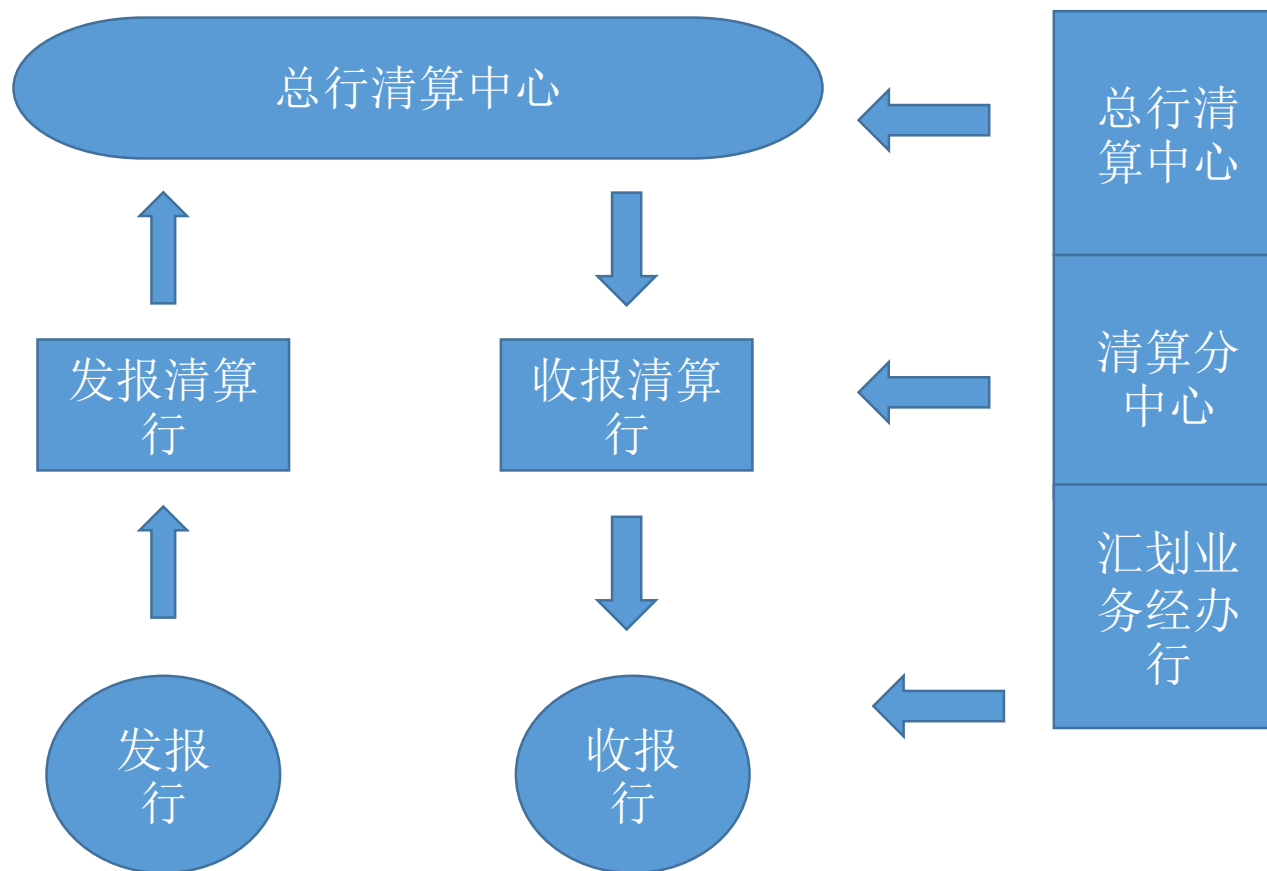 总行清算中心
总行清
算中心
发报清算
行
收报清算
行
清算分
中心
发报
行
收报
行
汇划业
务经办
行